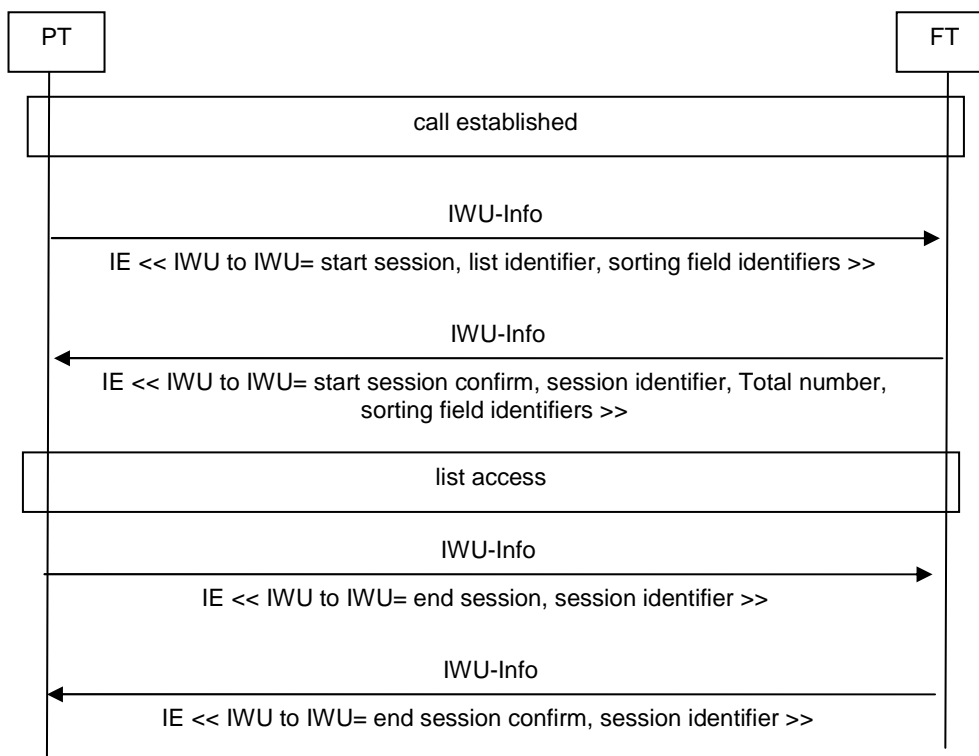 PT
FT
call established
IWU-Info
IE << IWU to IWU= start session, list identifier, sorting field identifiers >>
IWU-Info
IE << IWU to IWU= start session confirm, session identifier, Total number,
sorting field identifiers >>
list access
IWU-Info
IE << IWU to IWU= end session, session identifier >>
IWU-Info
IE << IWU to IWU= end session confirm, session identifier >>